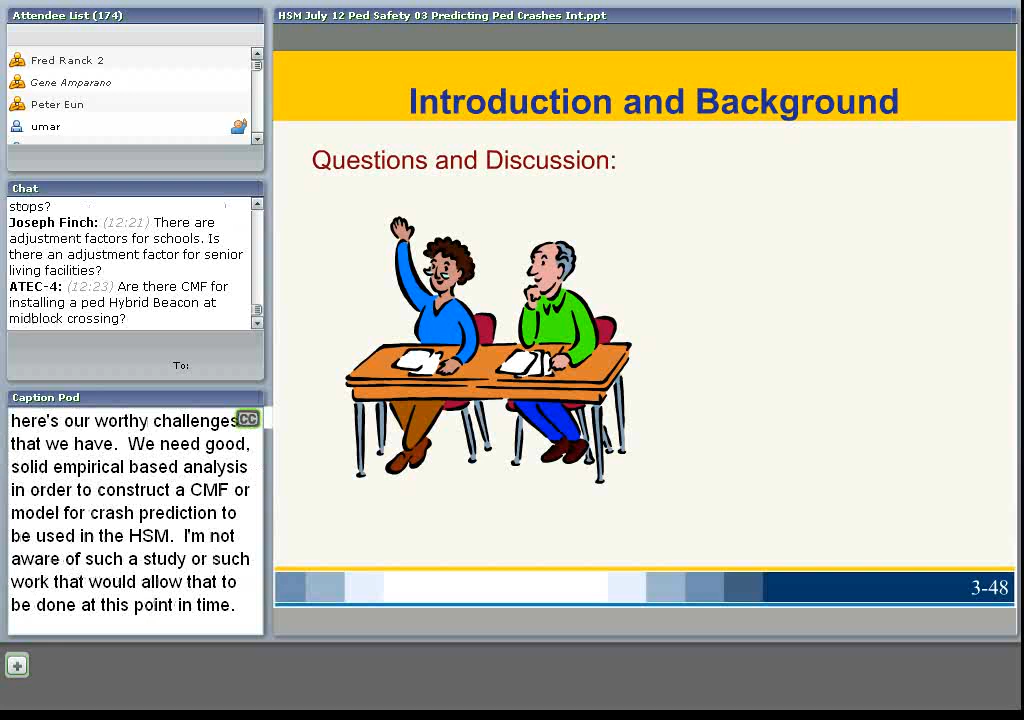 Attendee List (174)
Fred Ranck 2
Gene Amparano
Peter Eun
umar
Chat
stops?
Joseph Finch: (12:21) There are
adjustment factors for schools. Is
there an adjustment factor for senior
living facilities?
ATEC-4: (12:23) Are there CMF for
installing a ped Hybrid Beacon at
midblock crossing?
To:
Caption Pod
here's our worthy challenges
CC
that we have. We need good,
solid empirical based analysis
in order to construct a CMF or
model for crash prediction to
be used in the HSM. I'm not
aware of such a study or such
work that would allow that to
be done at this point in time.
HSM July 12 Ped Safety 03 Predicting Ped Crashes Int.ppt
Introduction and Background
Questions and Discussion:
3-48